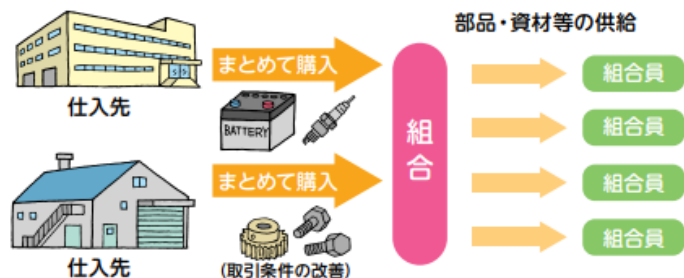 部品・資材等の供給
まとめて購入
仕入先
BATTERY
組合
組合員
組合員
組合員
組合員
まとめて購入
仕入先
(取引条件の改善)